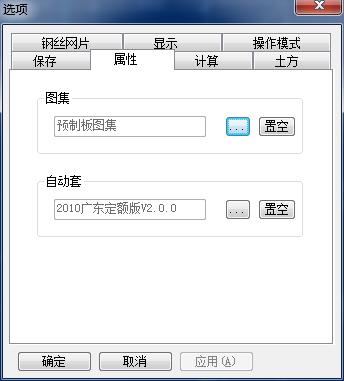 选项
钢丝网片 显示 操作模式
保存 属性 计算 土方
图集
预制板图集 ... 置空
自动套
2010广东定额版V2.0.0 ... 置空
确定 取消 应用(A)